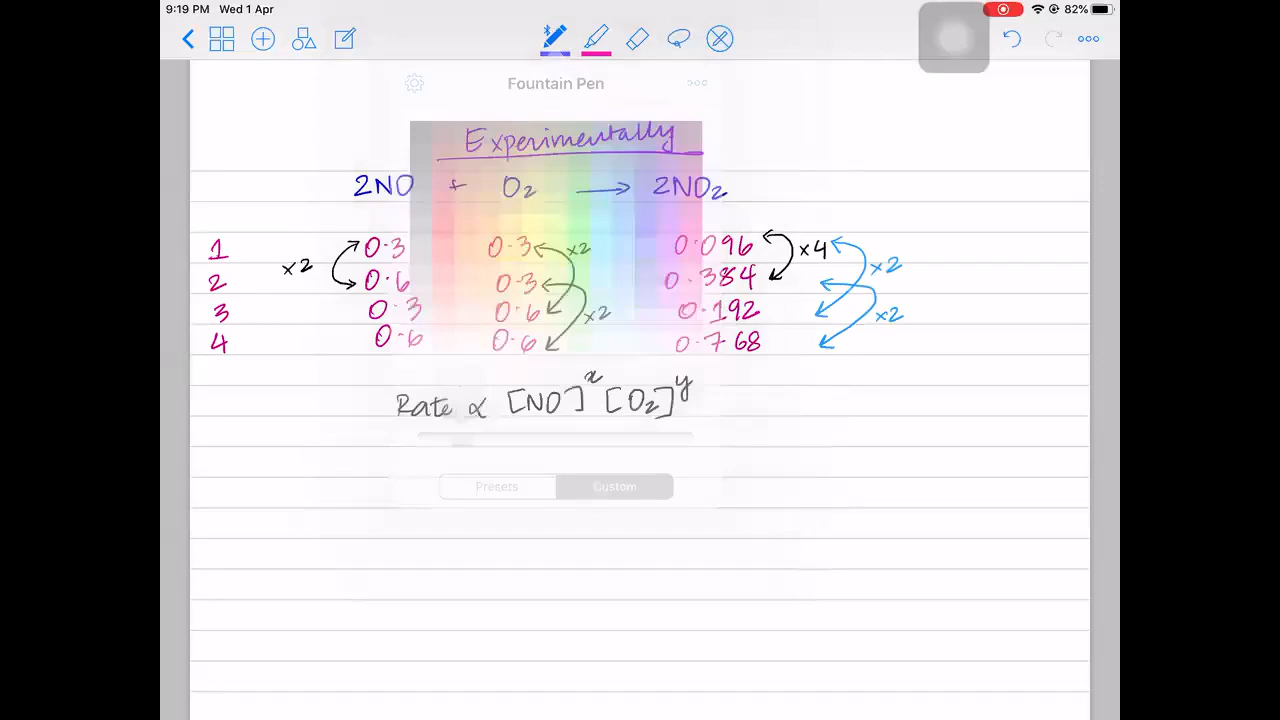 9:19 PM Wed 1 Apr 82%
Fountain Pen
Experimentally
2NO + O₂ → 2NO₂
1 0.3 0.3 ×2 0.096 ×4 ×2
×2
2 0.6 0.3 0.384
3 0.3 0.6 ×2 0.192 ×2
4 0.6 0.6 0.768
Rate ∝ [NO]ˣ [O₂]ʸ
Presets Custom